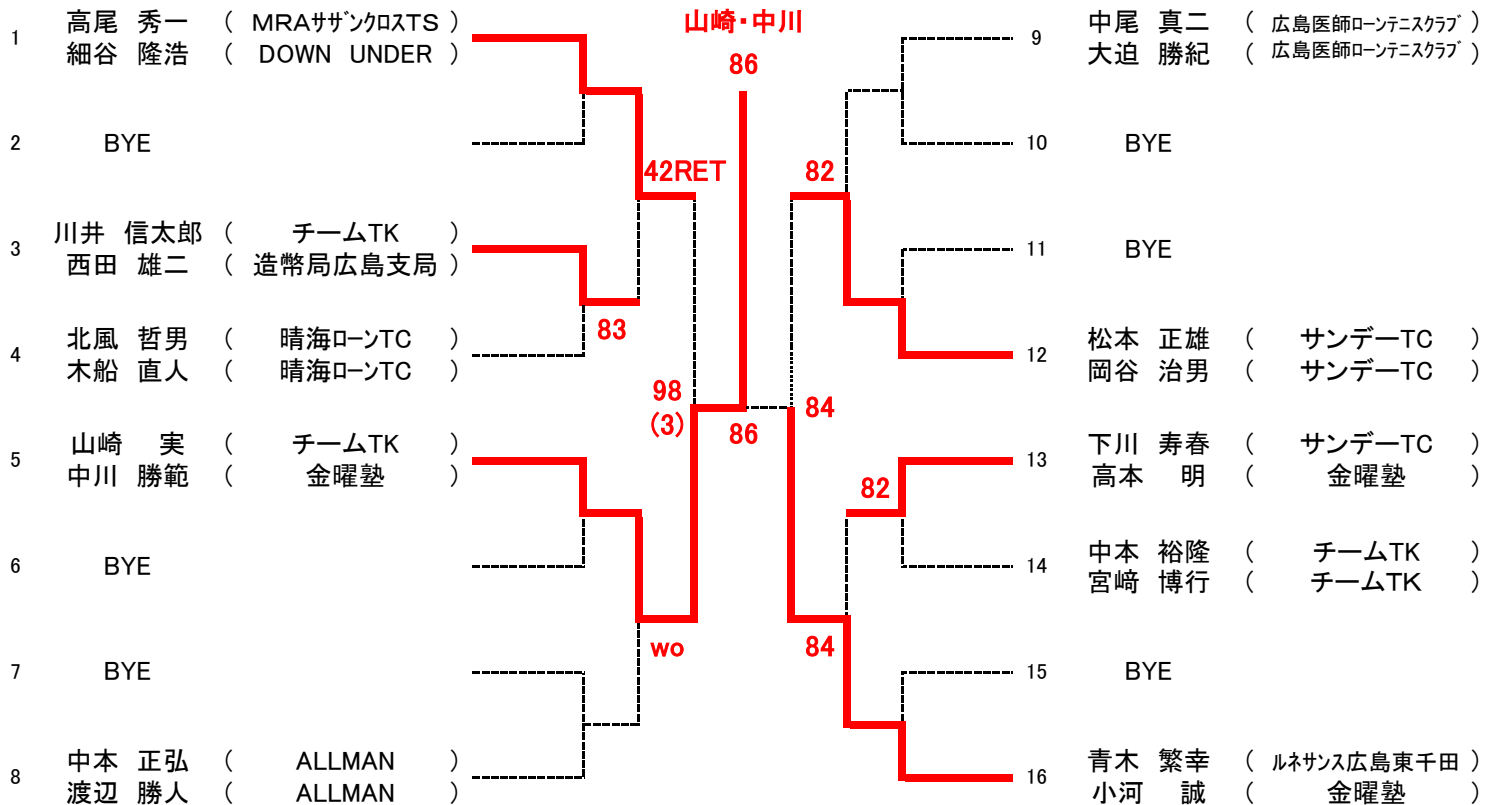 山崎・中川
86
1 高尾 秀一 ( MRAサザンクロスTS )
細谷 隆浩 ( DOWN UNDER )
2 BYE
42RET
3 川井 信太郎 ( チームTK )
西田 雄二 ( 造幣局広島支局 )
83
4 北風 哲男 ( 晴海ローンTC )
木船 直人 ( 晴海ローンTC )
98
(3)
86
5 山崎 実 ( チームTK )
中川 勝範 ( 金曜塾 )
6 BYE
wo
7 BYE
8 中本 正弘 ( ALLMAN )
渡辺 勝人 ( ALLMAN )
9 中尾 真二 ( 広島医師ローンテニスクラブ )
大迫 勝紀 ( 広島医師ローンテニスクラブ )
10 BYE
82
11 BYE
12 松本 正雄 ( サンデーTC )
岡谷 治男 ( サンデーTC )
84
13 下川 寿春 ( サンデーTC )
高本 明 ( 金曜塾 )
82
14 中本 裕隆 ( チームTK )
宮﨑 博行 ( チームTK )
84
15 BYE
16 青木 繁幸 ( ルネサンス広島東千田 )
小河 誠 ( 金曜塾 )